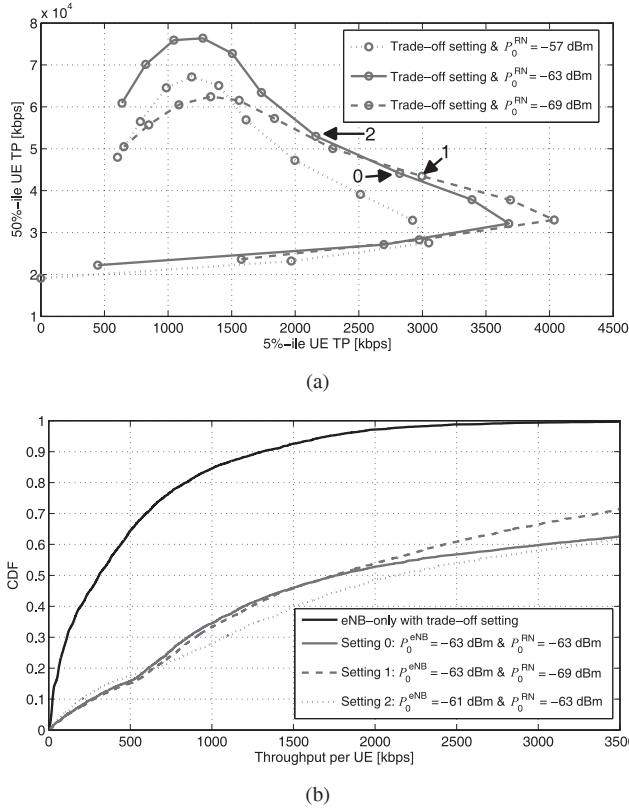 x 10⁴
8
7
6
5
4
3
2
1
50%-ile UE TP [kbps]
Trade-off setting & P₀^RN = -57 dBm
Trade-off setting & P₀^RN = -63 dBm
Trade-off setting & P₀^RN = -69 dBm
2
1
0
0 500 1000 1500 2000 2500 3000 3500 4000 4500
5%-ile UE TP [kbps]
(a)
1
0.9
0.8
0.7
0.6
0.5
0.4
0.3
0.2
0.1
0
CDF
eNB-only with trade-off setting
Setting 0: P₀^eNB = -63 dBm & P₀^RN = -63 dBm
Setting 1: P₀^eNB = -63 dBm & P₀^RN = -69 dBm
Setting 2: P₀^eNB = -61 dBm & P₀^RN = -63 dBm
0 500 1000 1500 2000 2500 3000 3500
Throughput per UE [kbps]
(b)